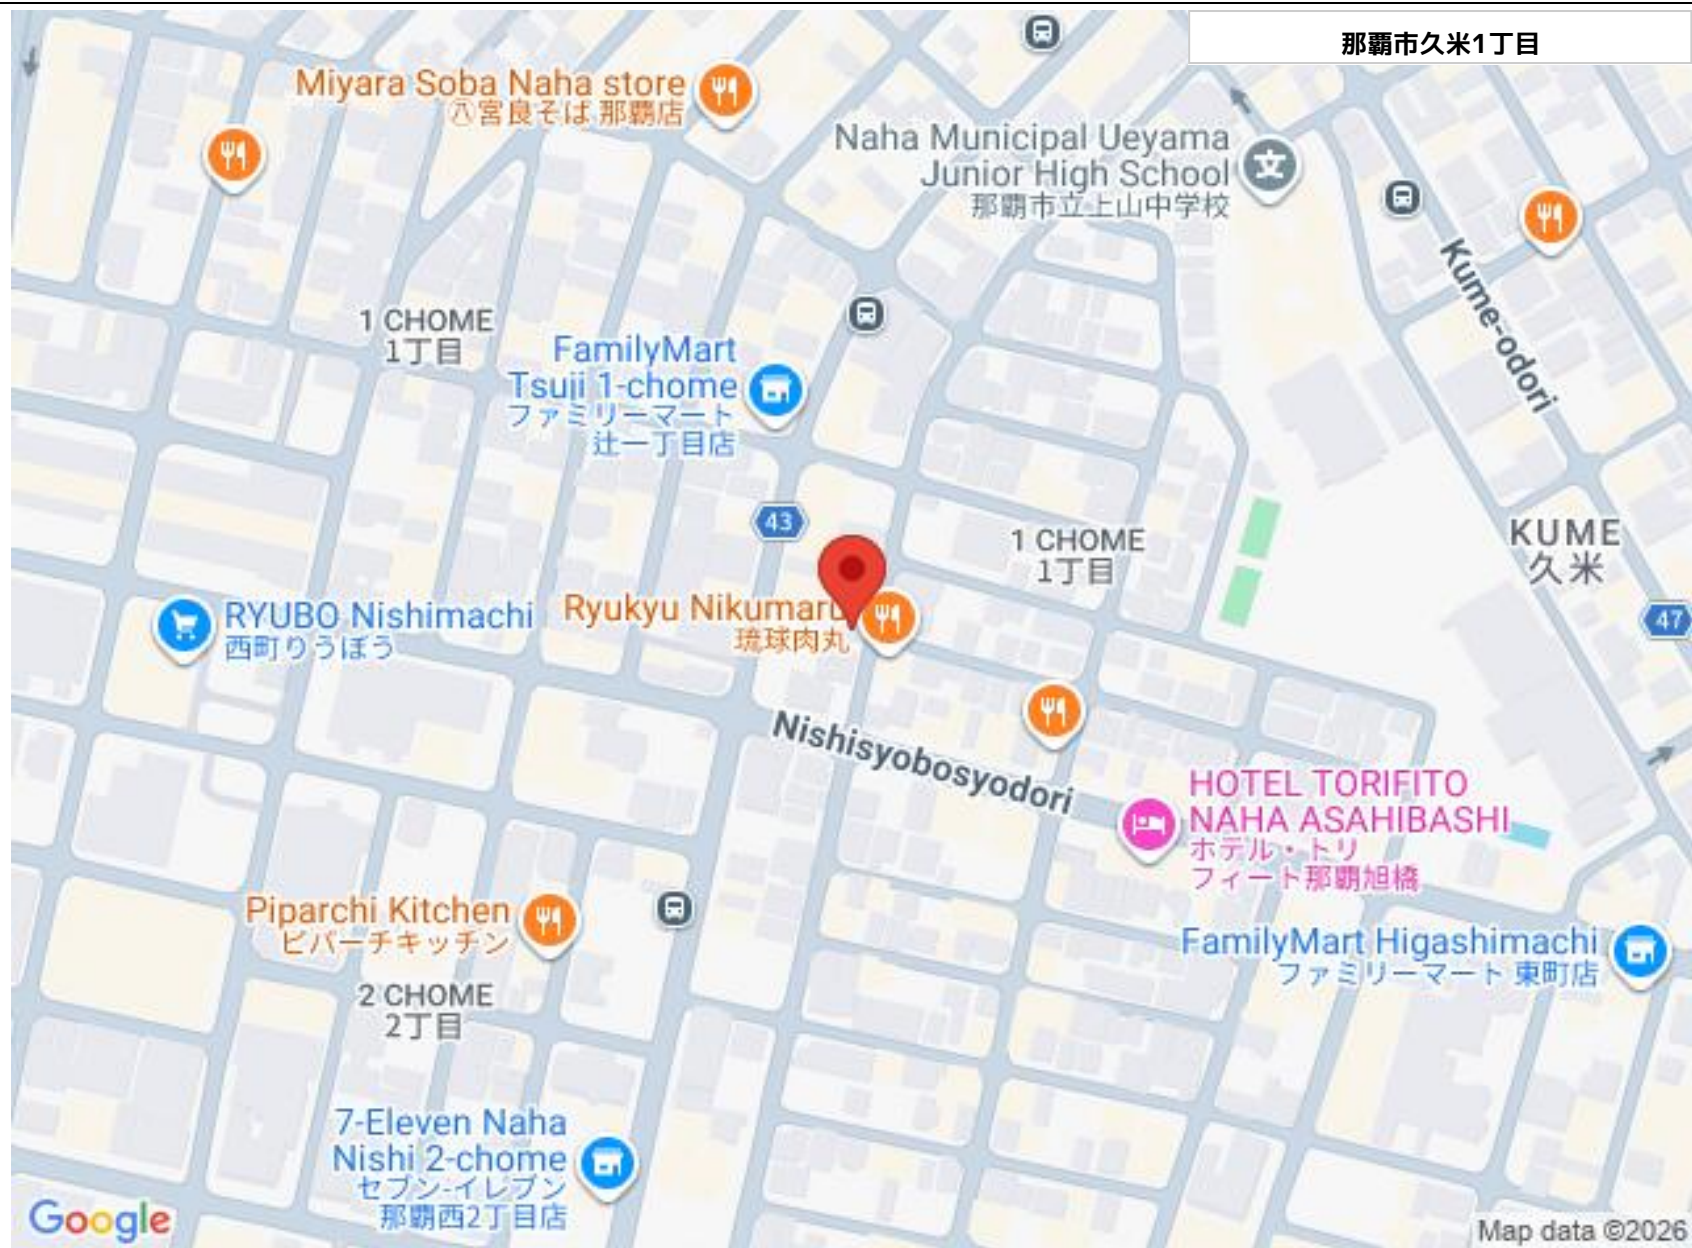 那覇市久米1丁目
Miyara Soba Naha store
八宮良そば 那覇店
Naha Municipal Ueyama
Junior High School
那覇市立上山中学校
文
Kume-odori
1 CHOME
1丁目
FamilyMart
Tsuji 1-chome
ファミリーマート
辻一丁目店
43
1 CHOME
1丁目
KUME
久米
47
RYUBO Nishimachi
西町りうぼう
Ryukyu Nikumaru
琉球肉丸
Nishisyobosyodori
HOTEL TORIFITO
NAHA ASAHIBASHI
ホテル・トリ
フィート那覇旭橋
Piparchi Kitchen
ピパーチキッチン
FamilyMart Higashimachi
ファミリーマート 東町店
2 CHOME
2丁目
7-Eleven Naha
Nishi 2-chome
セブン-イレブン
那覇西2丁目店
Google
Map data ©2026